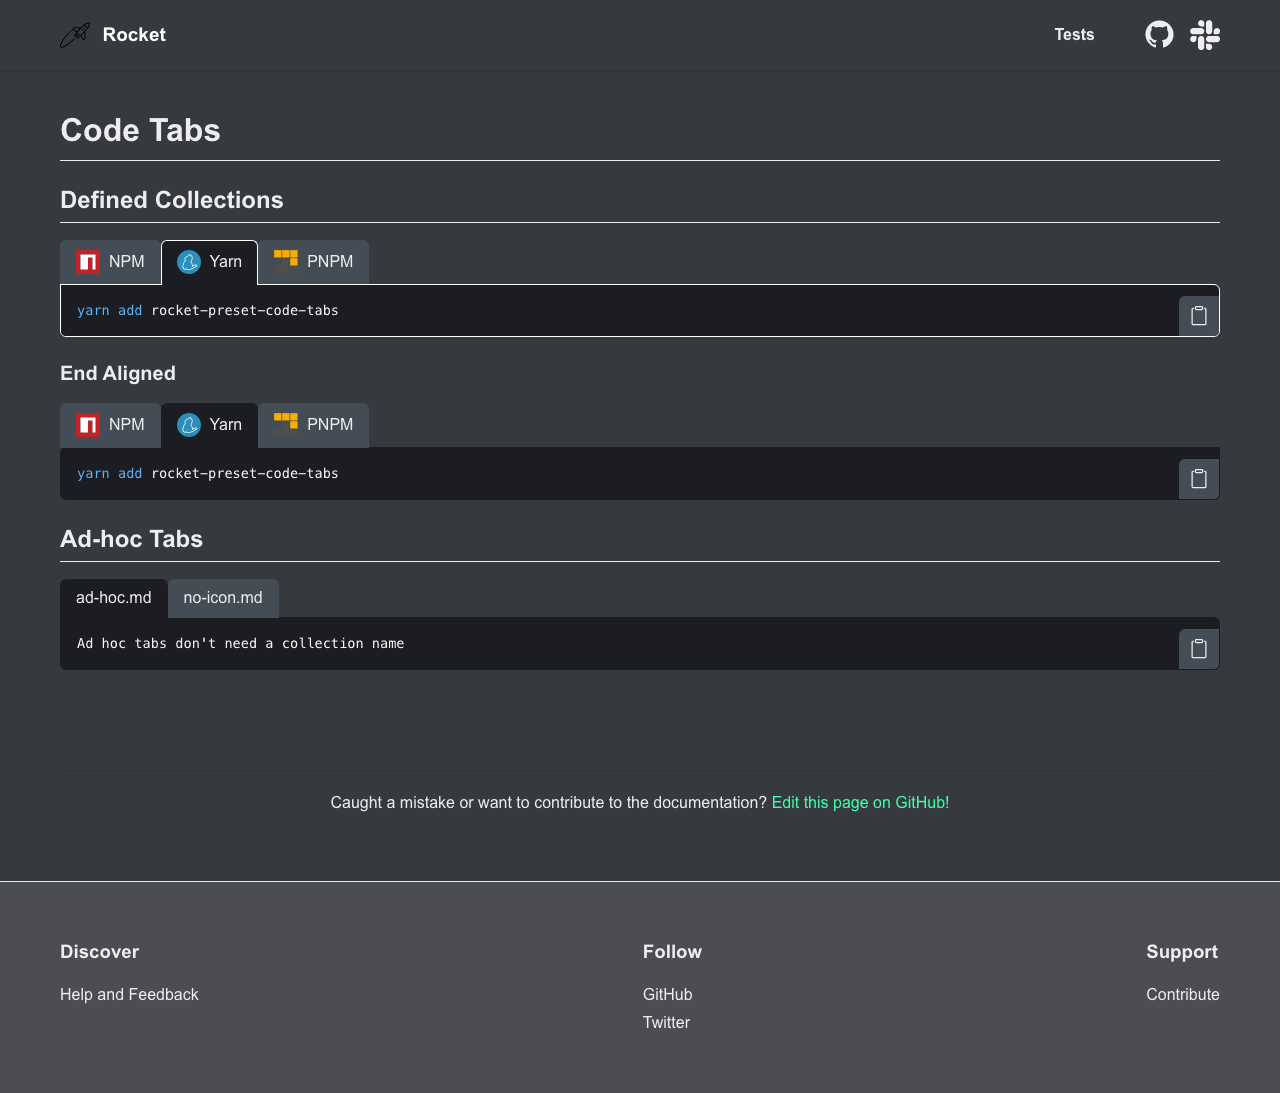 Rocket
Tests
Code Tabs
Defined Collections
NPM
Yarn
PNPM
yarn add rocket-preset-code-tabs
End Aligned
NPM
Yarn
PNPM
yarn add rocket-preset-code-tabs
Ad-hoc Tabs
ad-hoc.md
no-icon.md
Ad hoc tabs don't need a collection name
Caught a mistake or want to contribute to the documentation? Edit this page on GitHub!
Discover
Help and Feedback
Follow
GitHub
Twitter
Support
Contribute